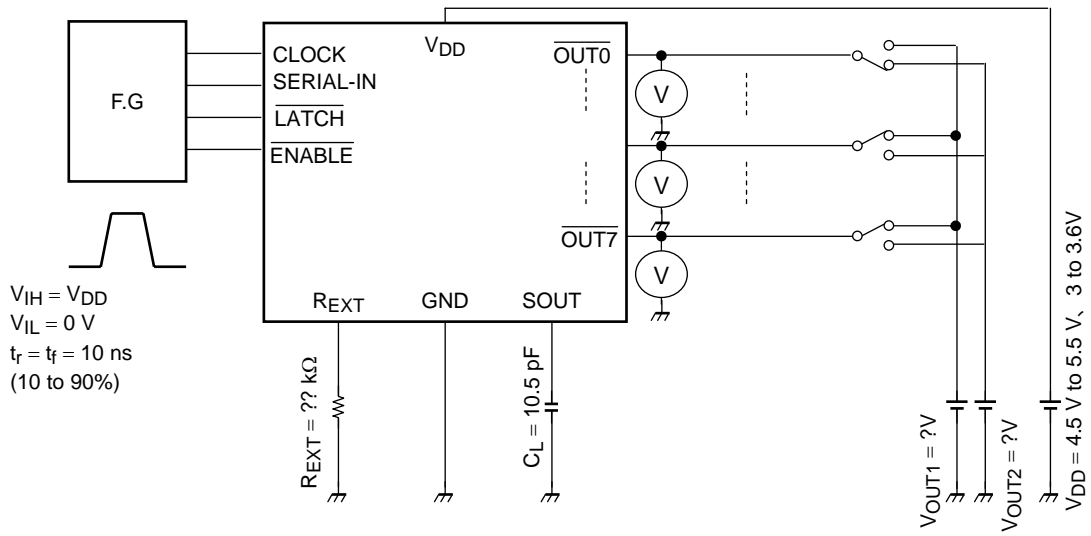 F.G
VDD
CLOCK
SERIAL-IN
LATCH
ENABLE
OUT0
OUT7
V
V
V
REXT
GND
SOUT
VIH = VDD
VIL = 0 V
tr = tf = 10 ns
(10 to 90%)
REXT = ?? kΩ
CL = 10.5 pF
VOUT1 = ?V
VOUT2 = ?V
VDD = 4.5 V to 5.5 V、 3 to 3.6V